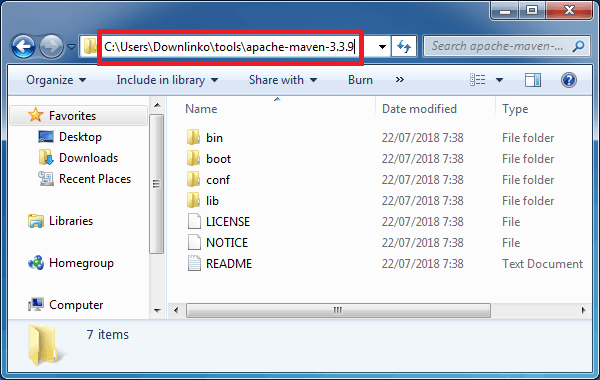 C:\Users\Downlinko\tools\apache-maven-3.3.9
Search apache-maven-...
Organize Include in library Share with Burn »
Favorites
Desktop
Downloads
Recent Places
Libraries
Homegroup
Computer
Name Date modified Type
bin 22/07/2018 7:38 File folder
boot 22/07/2018 7:38 File folder
conf 22/07/2018 7:38 File folder
lib 22/07/2018 7:38 File folder
LICENSE 22/07/2018 7:38 File
NOTICE 22/07/2018 7:38 File
README 22/07/2018 7:38 Text Document
7 items